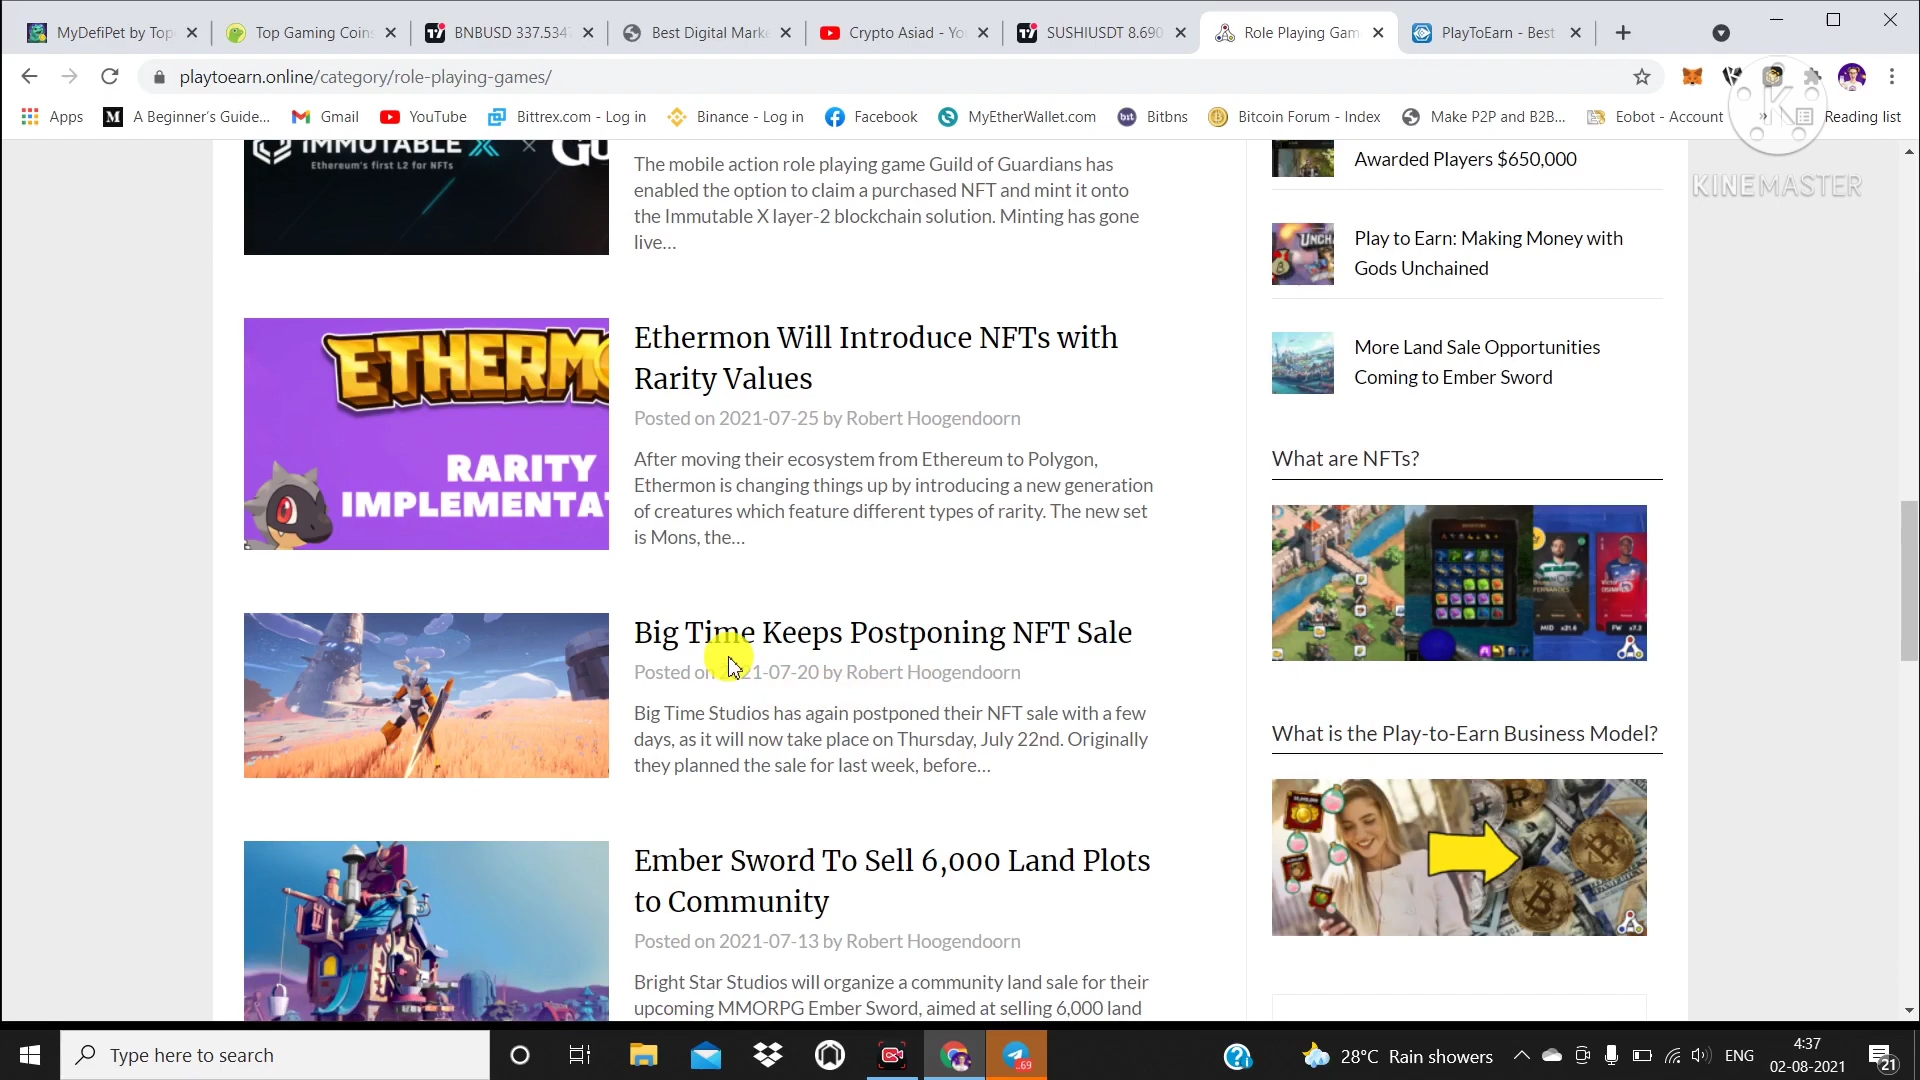 MyDefiPet by Top
Top Gaming Coins
BNBUSD 337.534
Best Digital Marke
Crypto Asiad - Yo
SUSHIUSDT 8.690
Role Playing Gam
PlayToEarn - Best
playtoearn.online/category/role-playing-games/
Apps
A Beginner's Guide...
Gmail
YouTube
Bittrex.com - Log in
Binance - Log in
Facebook
MyEtherWallet.com
Bitbns
Bitcoin Forum - Index
Make P2P and B2B...
Eobot - Account
»
Reading list
KINEMASTER
IMMUTABLE X × GU
Ethereum's first L2 for NFTs
The mobile action role playing game Guild of Guardians has
enabled the option to claim a purchased NFT and mint it onto
the Immutable X layer-2 blockchain solution. Minting has gone
live…
ETHERMO
RARITY
IMPLEMENTA
Ethermon Will Introduce NFTs with
Rarity Values
Posted on 2021-07-25 by Robert Hoogendoorn
After moving their ecosystem from Ethereum to Polygon,
Ethermon is changing things up by introducing a new generation
of creatures which feature different types of rarity. The new set
is Mons, the…
Big Time Keeps Postponing NFT Sale
Posted on 2021-07-20 by Robert Hoogendoorn
Big Time Studios has again postponed their NFT sale with a few
days, as it will now take place on Thursday, July 22nd. Originally
they planned the sale for last week, before…
Ember Sword To Sell 6,000 Land Plots
to Community
Posted on 2021-07-13 by Robert Hoogendoorn
Bright Star Studios will organize a community land sale for their
upcoming MMORPG Ember Sword, aimed at selling 6,000 land
Awarded Players $650,000
UNCH
Play to Earn: Making Money with
Gods Unchained
More Land Sale Opportunities
Coming to Ember Sword
What are NFTs?
What is the Play-to-Earn Business Model?
Type here to search
69
28°C Rain showers
ENG
4:37
02-08-2021
21